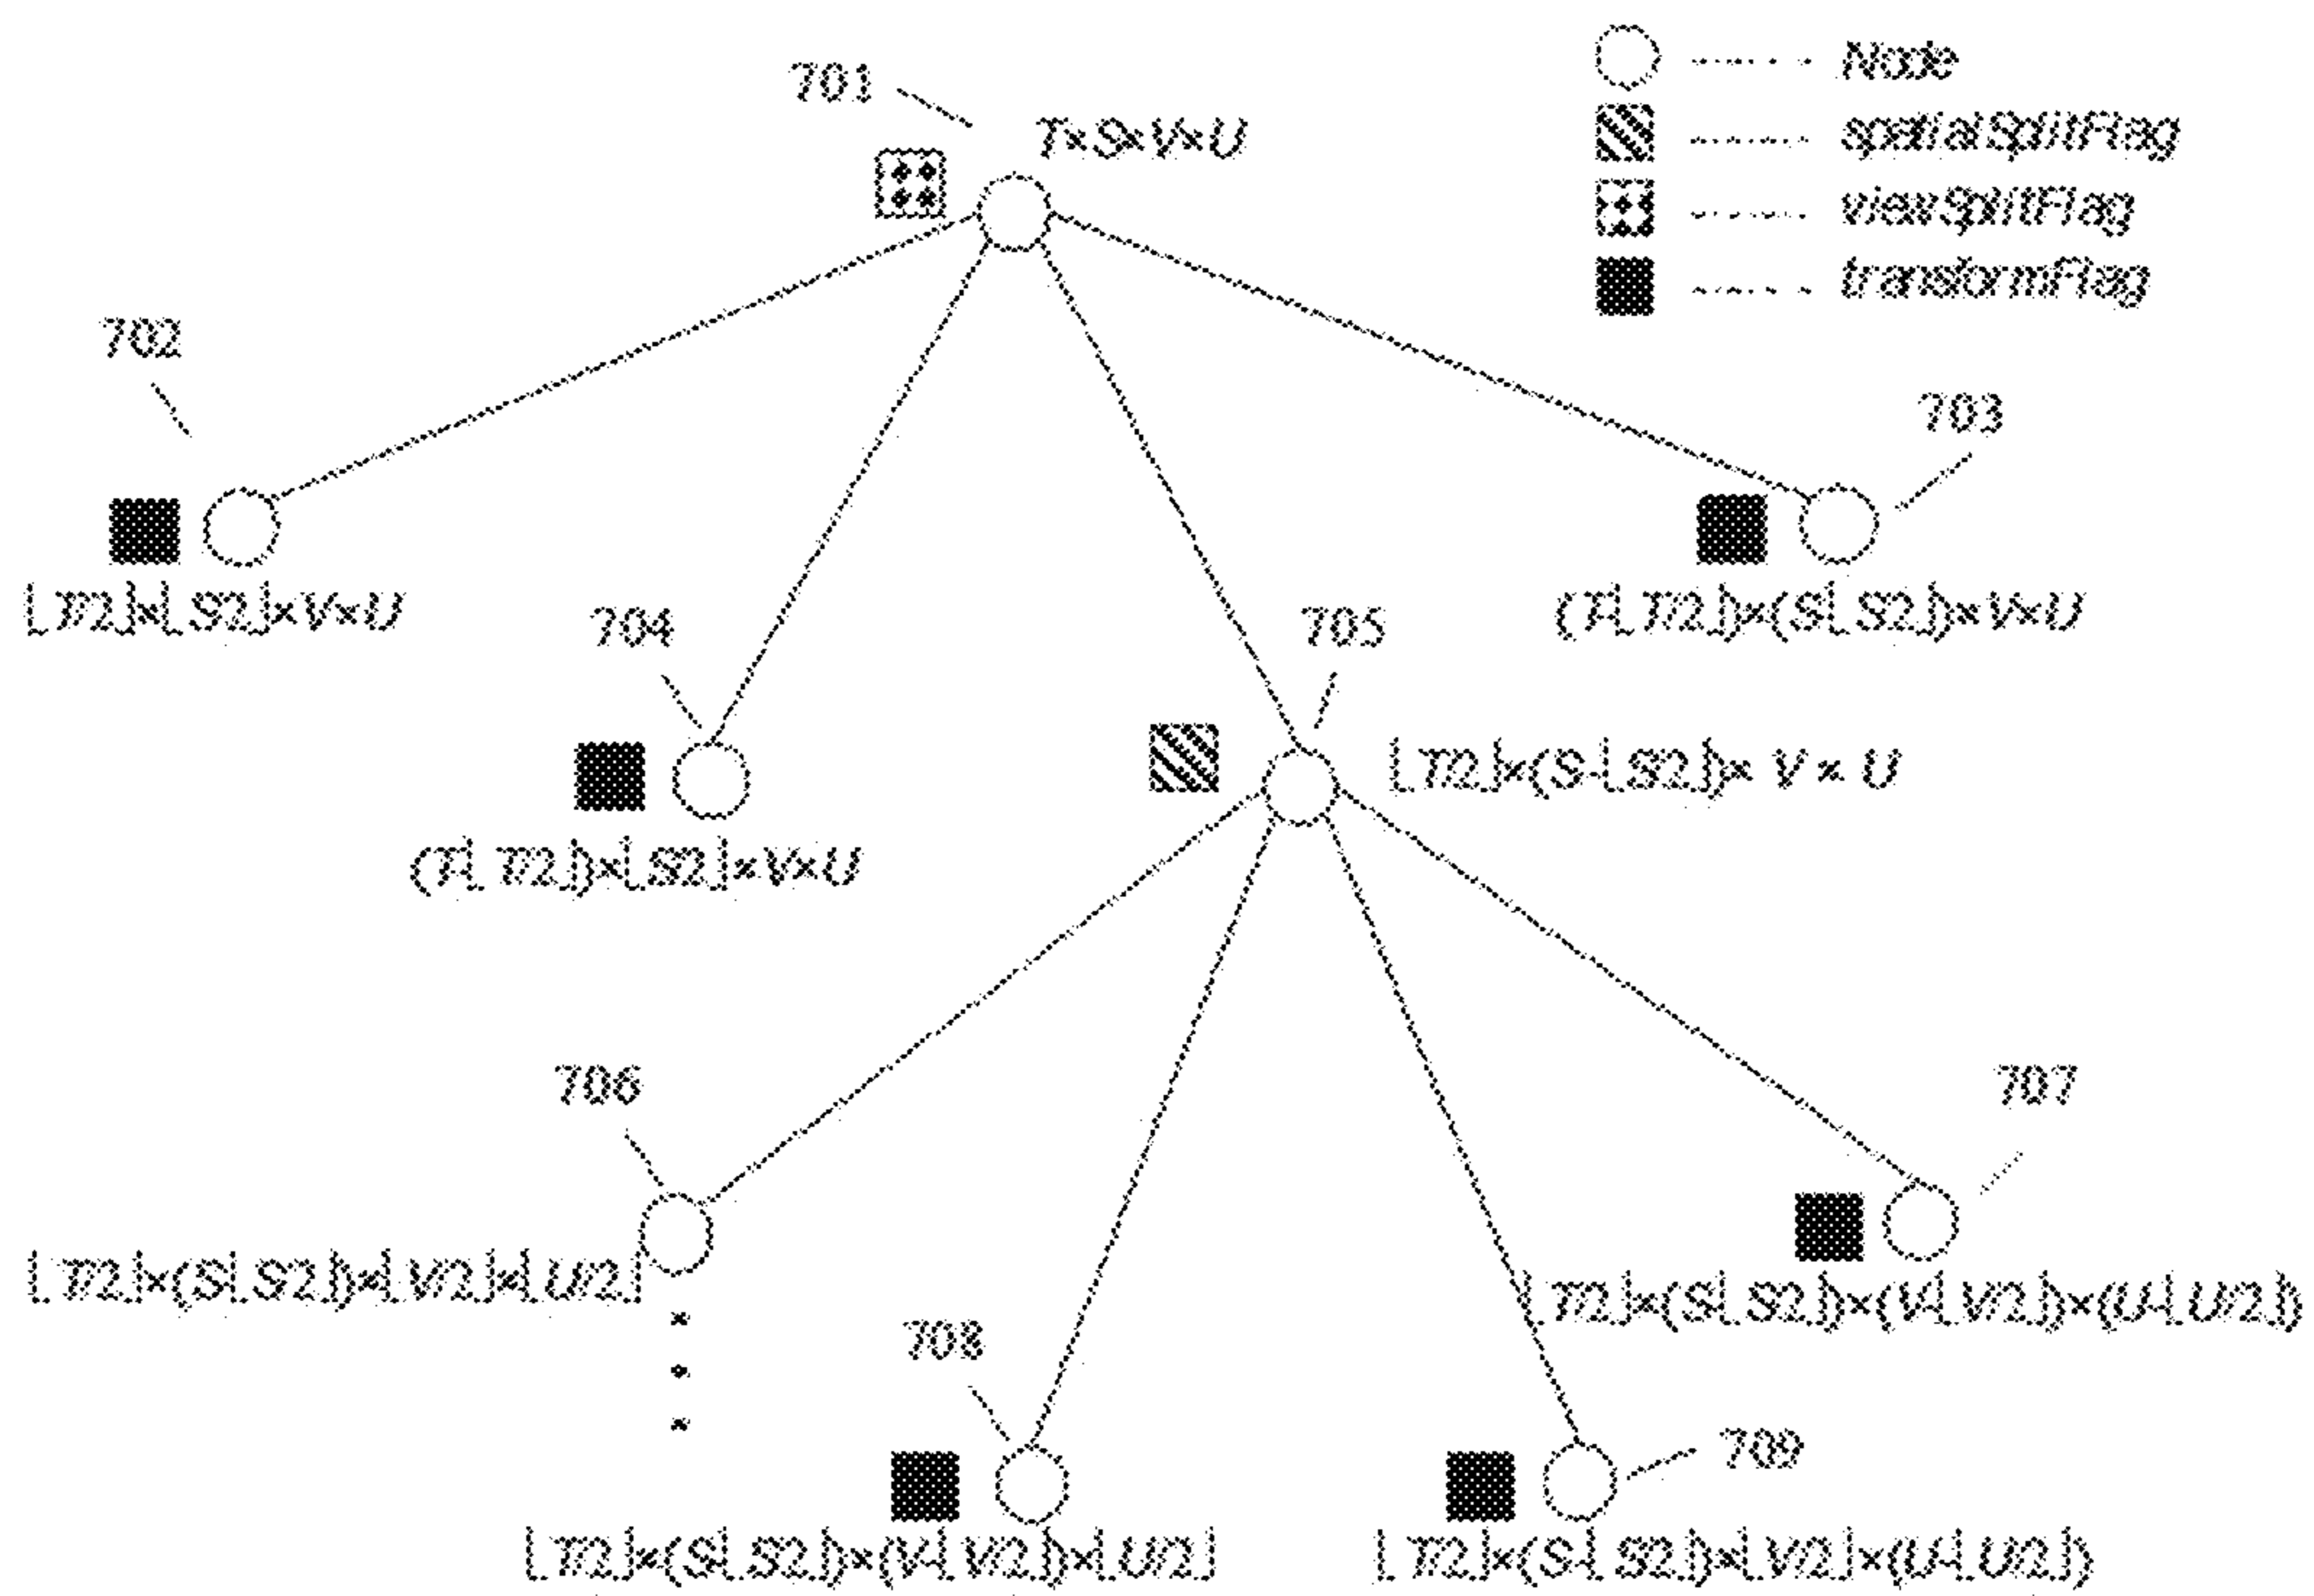 701
T×S×V×U
Node
spatialSplitFlag
viewSplitFlag
transformFlag
702
703
⌊T/2⌋×⌊S/2⌋×V×U
(T-⌊T/2⌋)×(S-⌊S/2⌋)×V×U
704
705
⌊T/2⌋×(S-⌊S/2⌋)×V×U
(T-⌊T/2⌋)×⌊S/2⌋×V×U
706
707
⌊T/2⌋×(S-⌊S/2⌋)×⌊V/2⌋×⌊U/2⌋
⌊T/2⌋×(S-⌊S/2⌋)×(V-⌊V/2⌋)×(U-⌊U/2⌋)
708
709
⌊T/2⌋×(S-⌊S/2⌋)×(V-⌊V/2⌋)×⌊U/2⌋
⌊T/2⌋×(S-⌊S/2⌋)×⌊V/2⌋×(U-⌊U/2⌋)